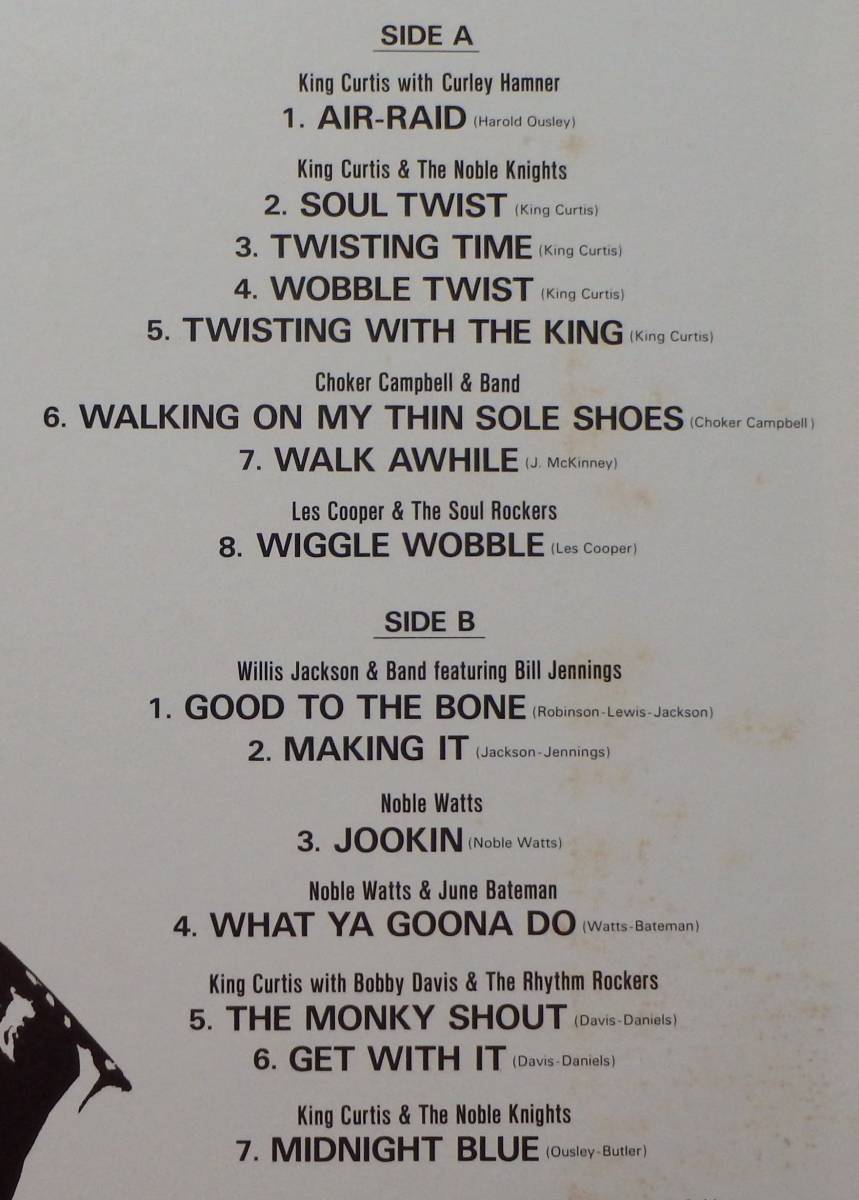 SIDE A
King Curtis with Curley Hamner
1. AIR-RAID (Harold Ousley)
King Curtis & The Noble Knights
2. SOUL TWIST (King Curtis)
3. TWISTING TIME (King Curtis)
4. WOBBLE TWIST (King Curtis)
5. TWISTING WITH THE KING (King Curtis)
Choker Campbell & Band
6. WALKING ON MY THIN SOLE SHOES (Choker Campbell)
7. WALK AWHILE (J. McKinney)
Les Cooper & The Soul Rockers
8. WIGGLE WOBBLE (Les Cooper)
SIDE B
Willis Jackson & Band featuring Bill Jennings
1. GOOD TO THE BONE (Robinson-Lewis-Jackson)
2. MAKING IT (Jackson-Jennings)
Noble Watts
3. JOOKIN (Noble Watts)
Noble Watts & June Bateman
4. WHAT YA GOONA DO (Watts-Bateman)
King Curtis with Bobby Davis & The Rhythm Rockers
5. THE MONKY SHOUT (Davis-Daniels)
6. GET WITH IT (Davis-Daniels)
King Curtis & The Noble Knights
7. MIDNIGHT BLUE (Ousley-Butler)